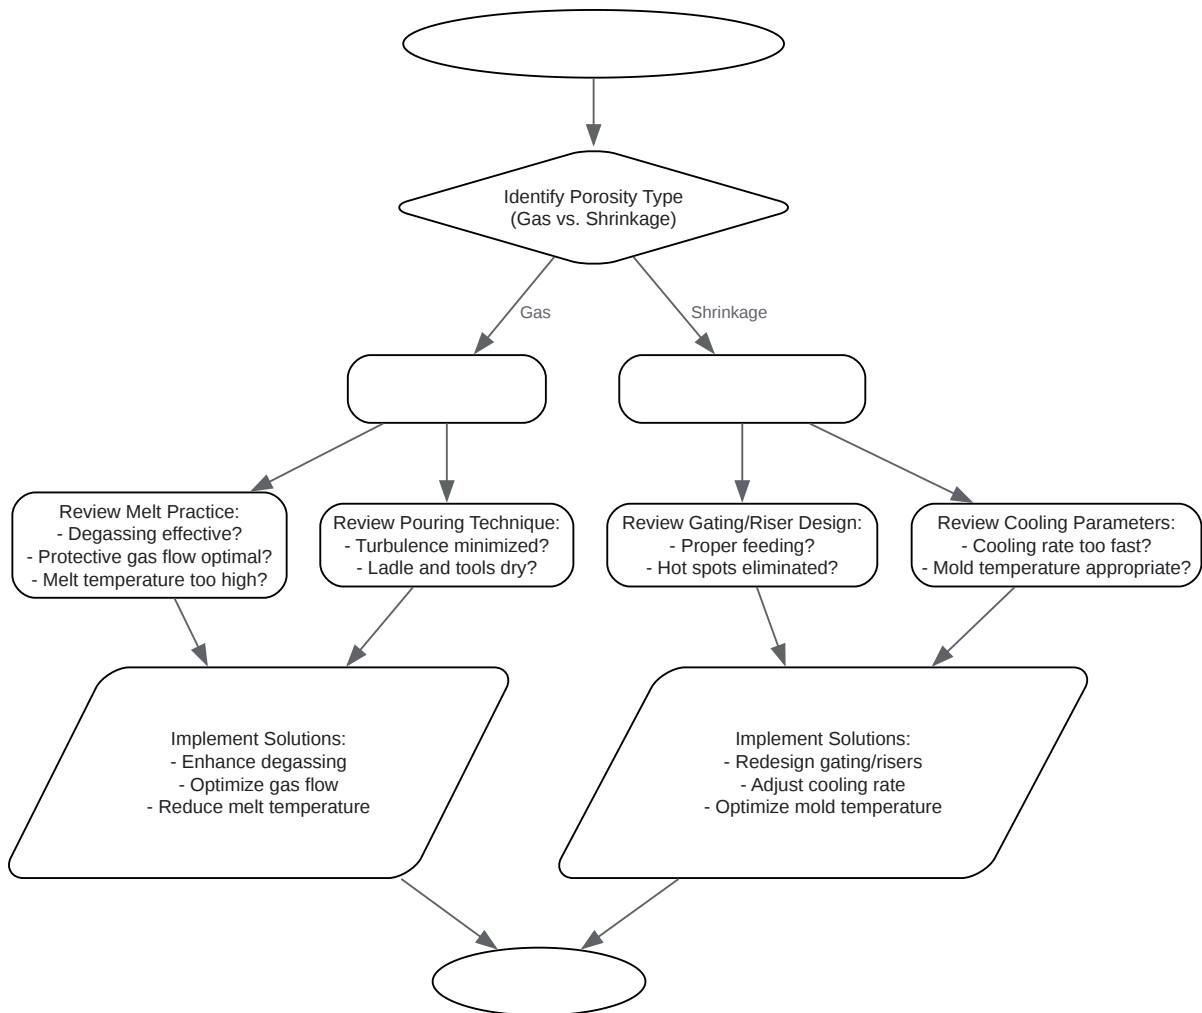 Identify Porosity Type
(Gas vs. Shrinkage)
Gas
Shrinkage
Review Melt Practice:
- Degassing effective?
- Protective gas flow optimal?
- Melt temperature too high?
Review Pouring Technique:
- Turbulence minimized?
- Ladle and tools dry?
Review Gating/Riser Design:
- Proper feeding?
- Hot spots eliminated?
Review Cooling Parameters:
- Cooling rate too fast?
- Mold temperature appropriate?
Implement Solutions:
- Enhance degassing
- Optimize gas flow
- Reduce melt temperature
Implement Solutions:
- Redesign gating/risers
- Adjust cooling rate
- Optimize mold temperature